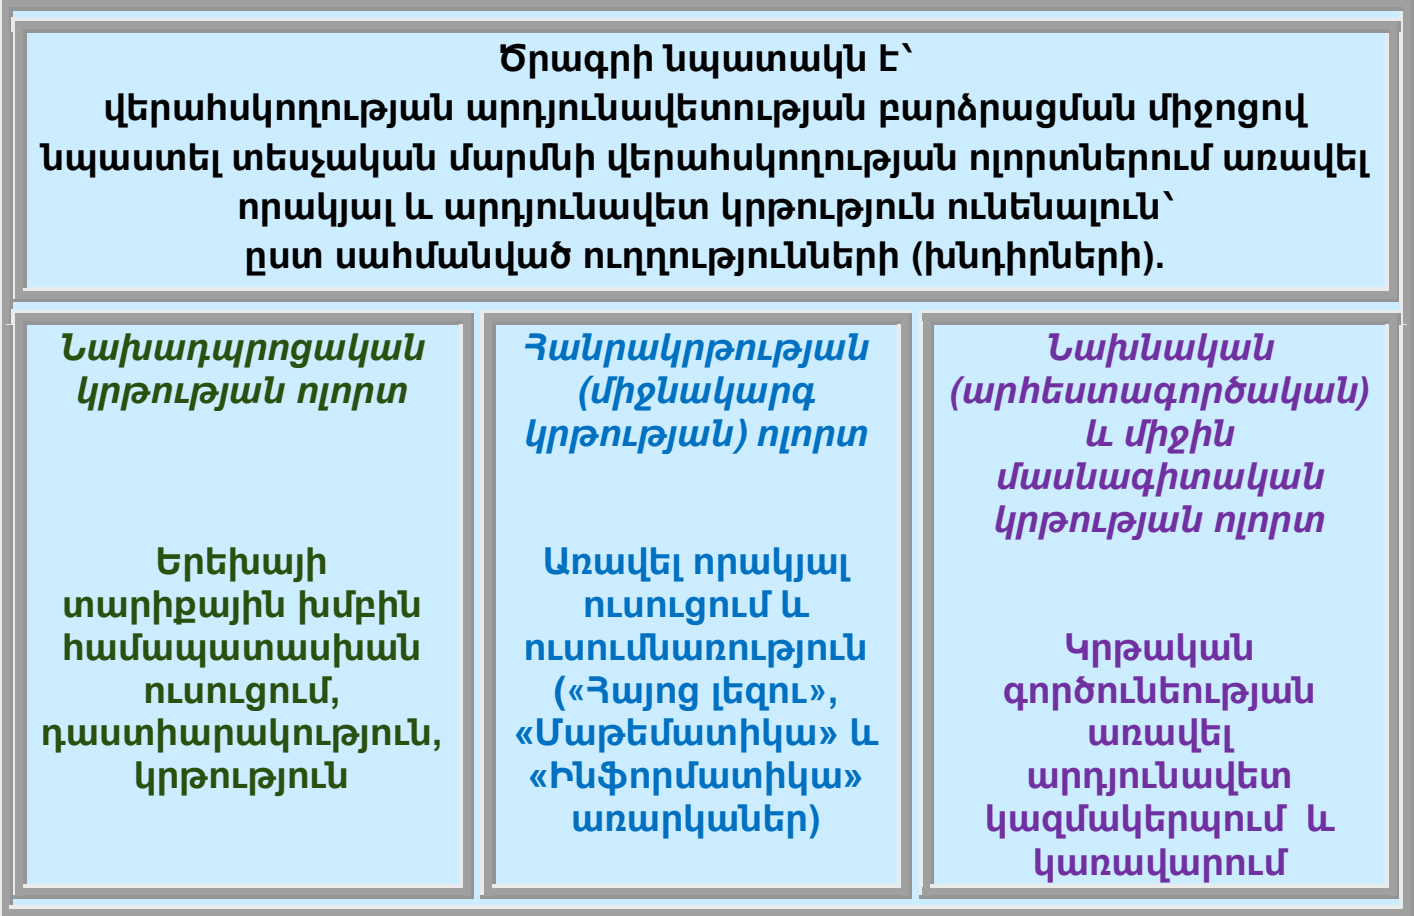 Ծրագրի նպատակն է՝
վերահսկողության արդյունավետության բարձրացման միջոցով
նպաստել տեսչական մարմնի վերահսկողության ոլորտներում առավել
որակյալ և արդյունավետ կրթություն ունենալուն՝
ըստ սահմանված ուղղությունների (խնդիրների).
Նախադպրոցական
կրթության ոլորտ
Երեխայի
տարիքային խմբին
համապատասխան
ուսուցում,
դաստիարակություն,
կրթություն
Հանրակրթության
(միջնակարգ
կրթության) ոլորտ
Առավել որակյալ
ուսուցում և
ուսումնառություն
(«Հայոց լեզու»,
«Մաթեմատիկա» և
«Ինֆորմատիկա»
առարկաներ)
Նախնական
(արհեստագործական)
և միջին
մասնագիտական
կրթության ոլորտ
Կրթական
գործունեության
առավել
արդյունավետ
կազմակերպում և
կառավարում